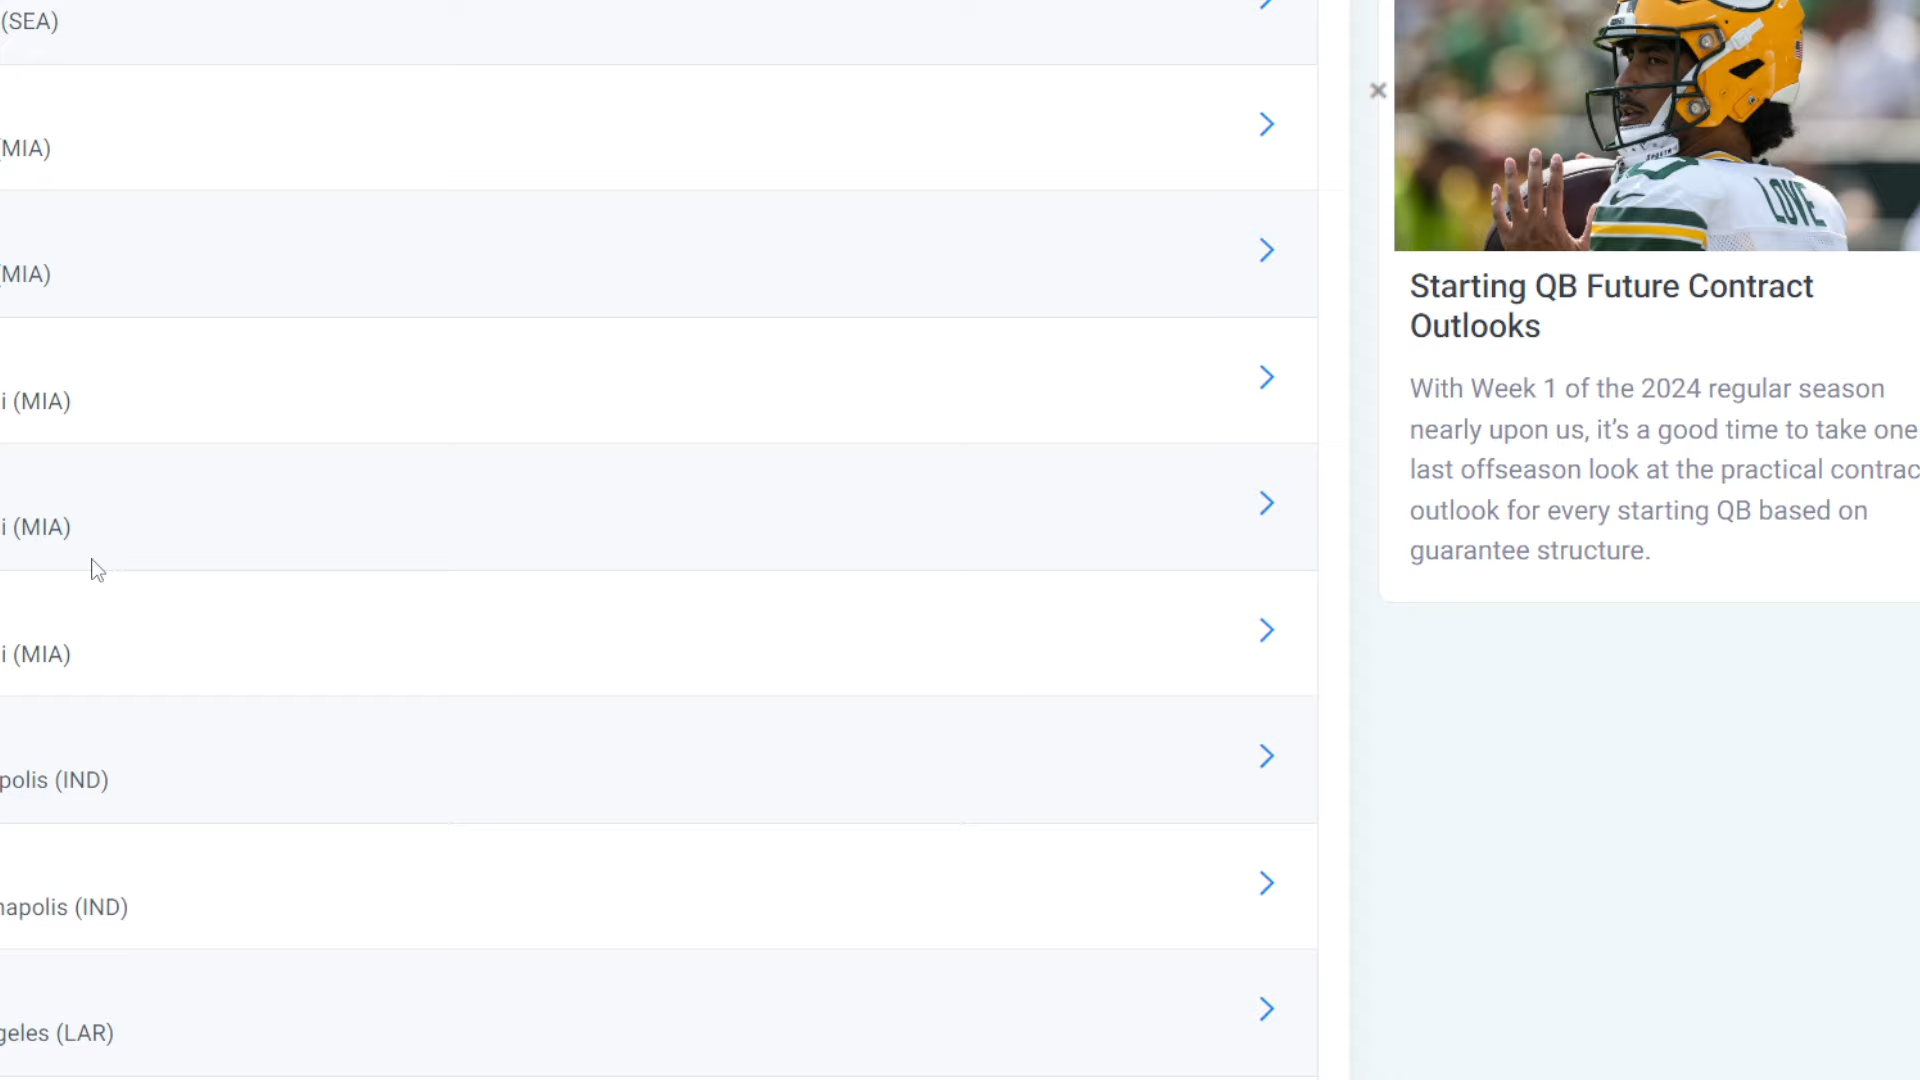 (SEA)
(MIA)
(MIA)
i (MIA)
i (MIA)
i (MIA)
polis (IND)
napolis (IND)
geles (LAR)
LOVE
Starting QB Future Contract
Outlooks
With Week 1 of the 2024 regular season
nearly upon us, it’s a good time to take one
last offseason look at the practical contrac
outlook for every starting QB based on
guarantee structure.